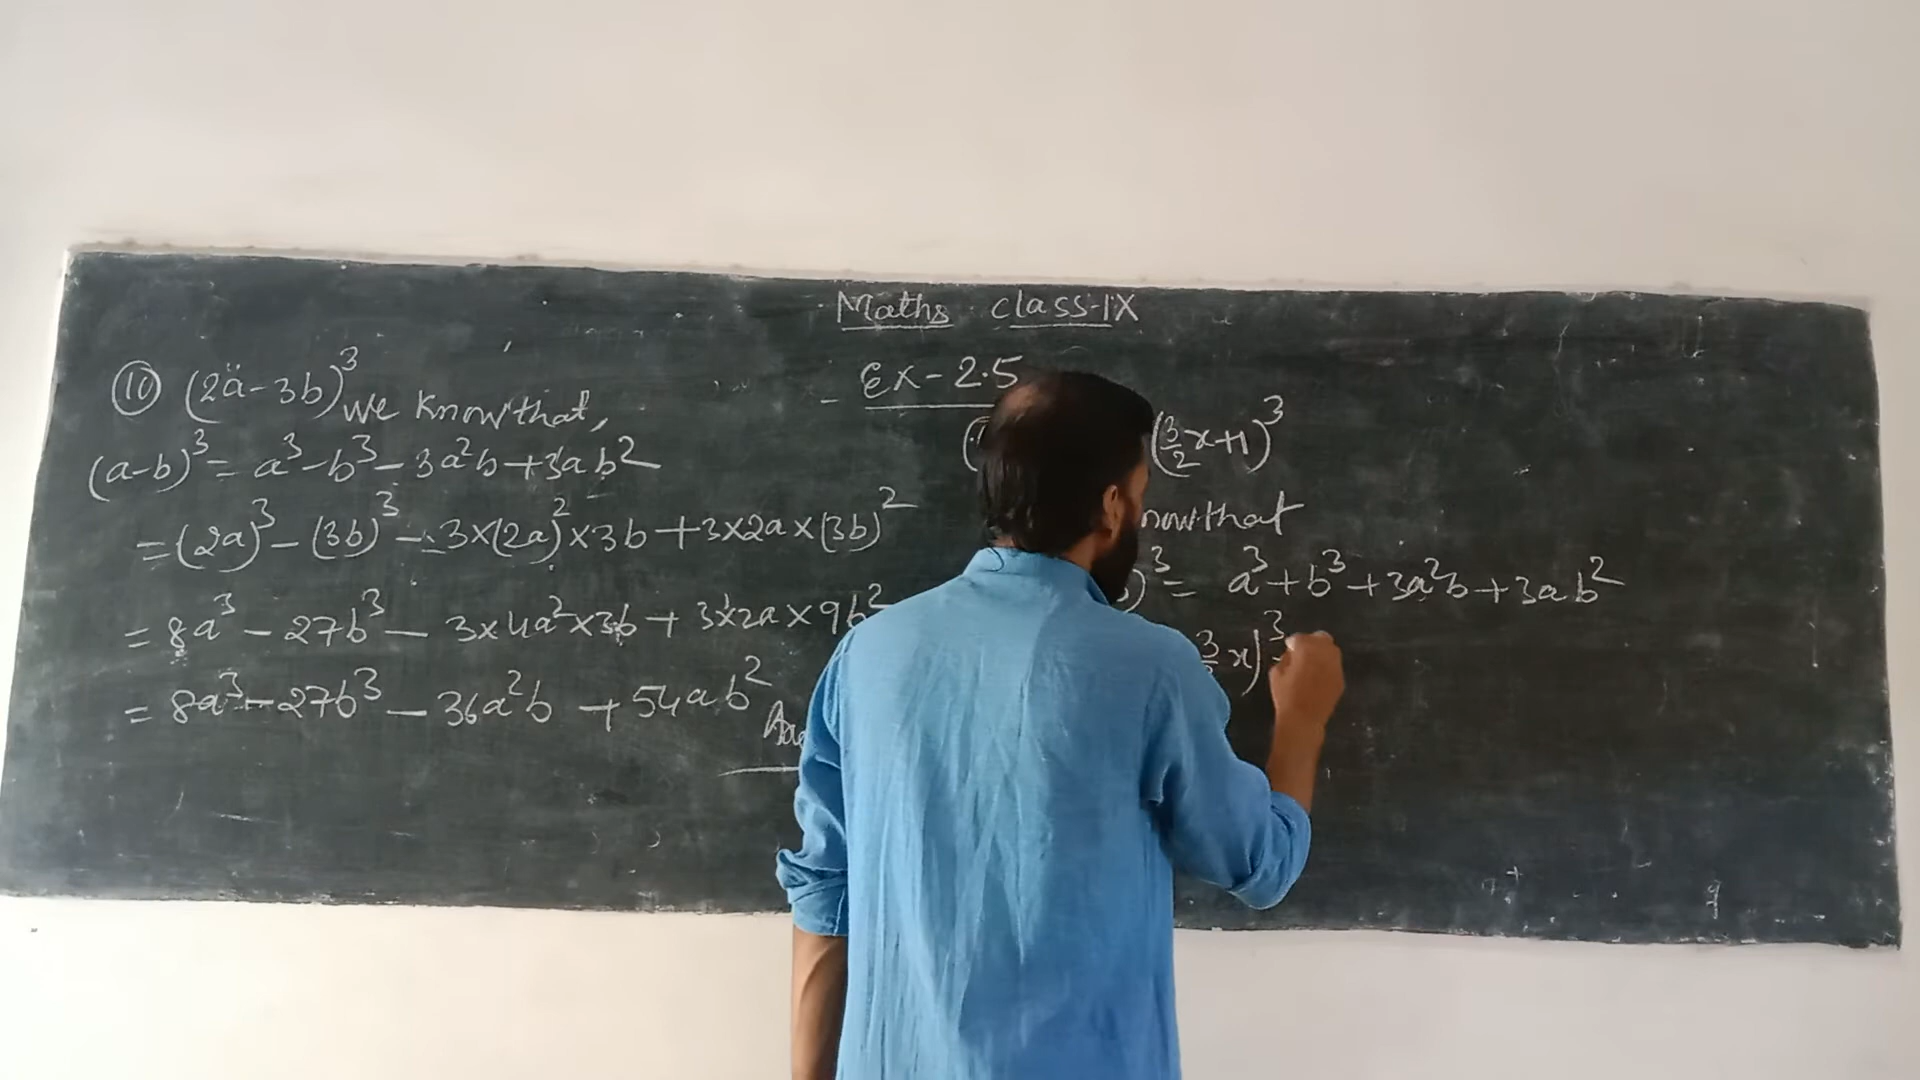 Maths class-IX
Ex-2.5
(10) (2a-3b)³ we know that,
(a-b)³ = a³-b³-3a²b+3ab²
= (2a)³ - (3b)³ - 3×(2a)²×3b + 3×2a×(3b)²
= 8a³ - 27b³ - 3×4a²×3b + 3×2a×9b²
= 8a³-27b³ - 36a²b + 54ab²
(3/2x+1)³
that
)³ = a³+b³+3a²b+3ab²
3/2 x)³